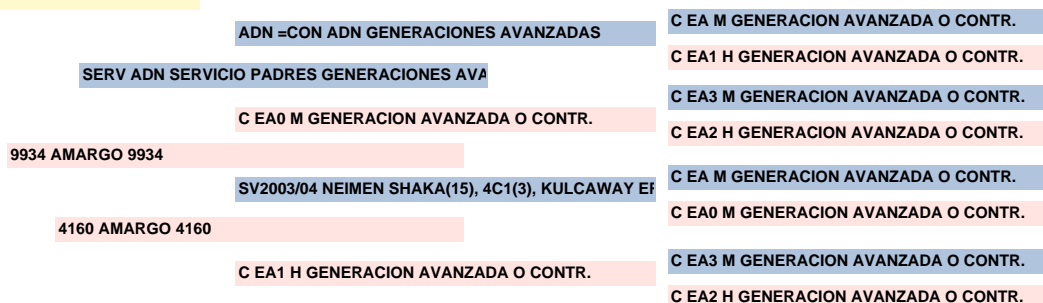 C EA M GENERACION AVANZADA O CONTR.
ADN =CON ADN GENERACIONES AVANZADAS
C EA1 H GENERACION AVANZADA O CONTR.
SERV ADN SERVICIO PADRES GENERACIONES AVA
C EA3 M GENERACION AVANZADA O CONTR.
C EA0 M GENERACION AVANZADA O CONTR.
C EA2 H GENERACION AVANZADA O CONTR.
9934 AMARGO 9934
C EA M GENERACION AVANZADA O CONTR.
SV2003/04 NEIMEN SHAKA(15), 4C1(3), KULCAWAY
C EA0 M GENERACION AVANZADA O CONTR.
4160 AMARGO 4160
C EA3 M GENERACION AVANZADA O CONTR.
C EA1 H GENERACION AVANZADA O CONTR.
C EA2 H GENERACION AVANZADA O CONTR.